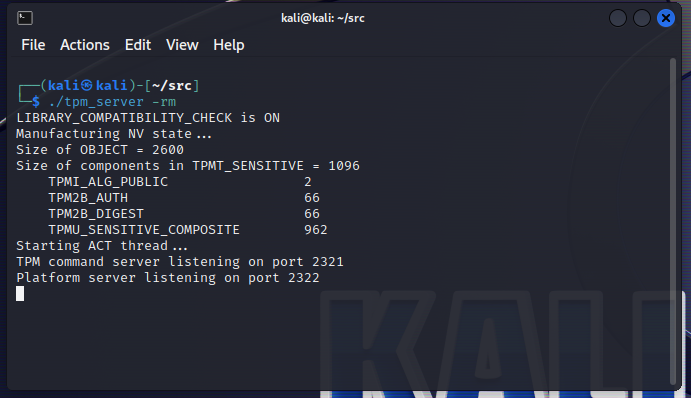 kali@kali: ~/src
File Actions Edit View Help
┌──(kali㉿kali)-[~/src]
└─$ ./tpm_server -rm
LIBRARY_COMPATIBILITY_CHECK is ON
Manufacturing NV state...
Size of OBJECT = 2600
Size of components in TPMT_SENSITIVE = 1096
    TPMI_ALG_PUBLIC                 2
    TPM2B_AUTH                      66
    TPM2B_DIGEST                    66
    TPMU_SENSITIVE_COMPOSITE        962
Starting ACT thread...
TPM command server listening on port 2321
Platform server listening on port 2322
KALI